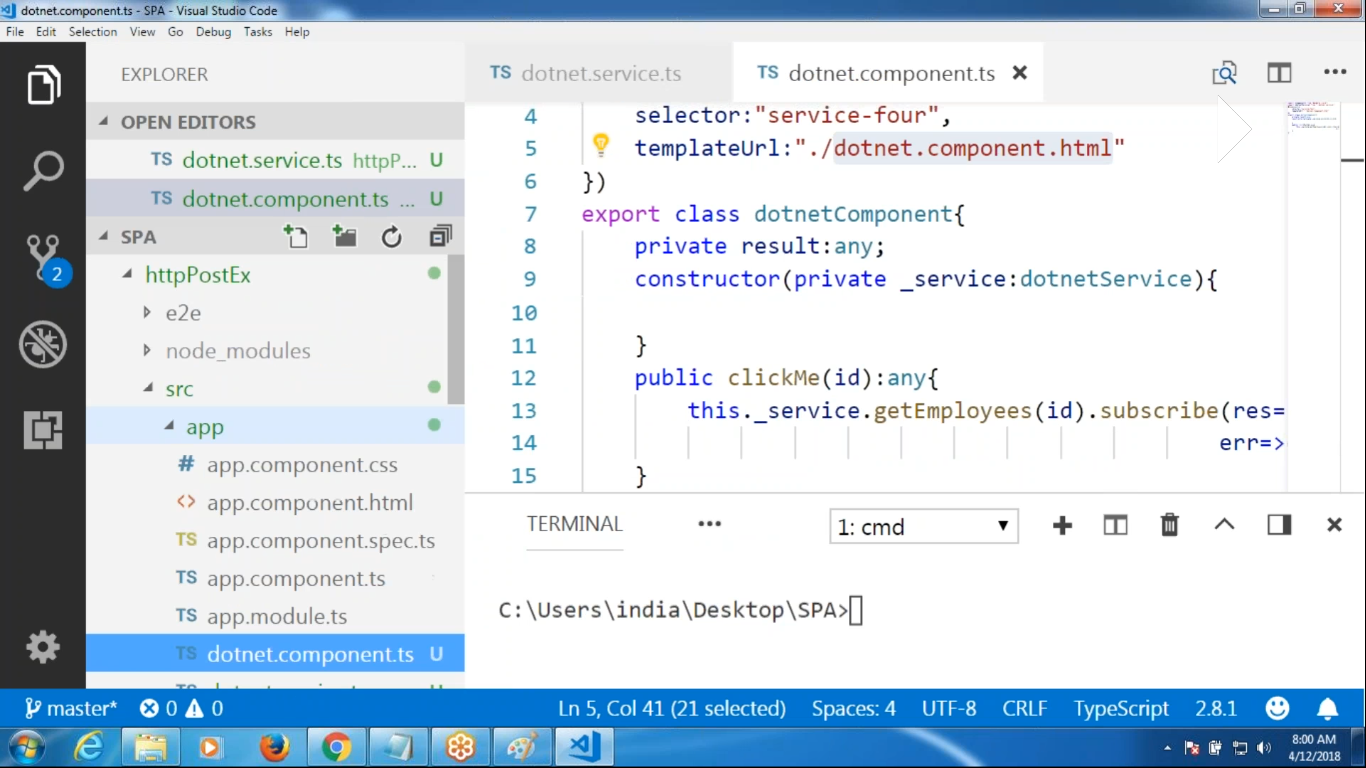 dotnet.component.ts - SPA - Visual Studio Code
File Edit Selection View Go Debug Tasks Help
EXPLORER
OPEN EDITORS
TS dotnet.service.ts httpP... U
TS dotnet.component.ts ... U
SPA
httpPostEx
e2e
node_modules
src
app
# app.component.css
<> app.component.html
TS app.component.spec.ts
TS app.component.ts
TS app.module.ts
TS dotnet.component.ts U
2
TS dotnet.service.ts
TS dotnet.component.ts
4 selector:"service-four",
5 templateUrl:"./dotnet.component.html"
6 })
7 export class dotnetComponent{
8 private result:any;
9 constructor(private _service:dotnetService){
10
11 }
12 public clickMe(id):any{
13 this._service.getEmployees(id).subscribe(res=
14 err=>
15 }
TERMINAL ... 1: cmd
C:\Users\india\Desktop\SPA>
master* 0 0 Ln 5, Col 41 (21 selected) Spaces: 4 UTF-8 CRLF TypeScript 2.8.1
8:00 AM
4/12/2018